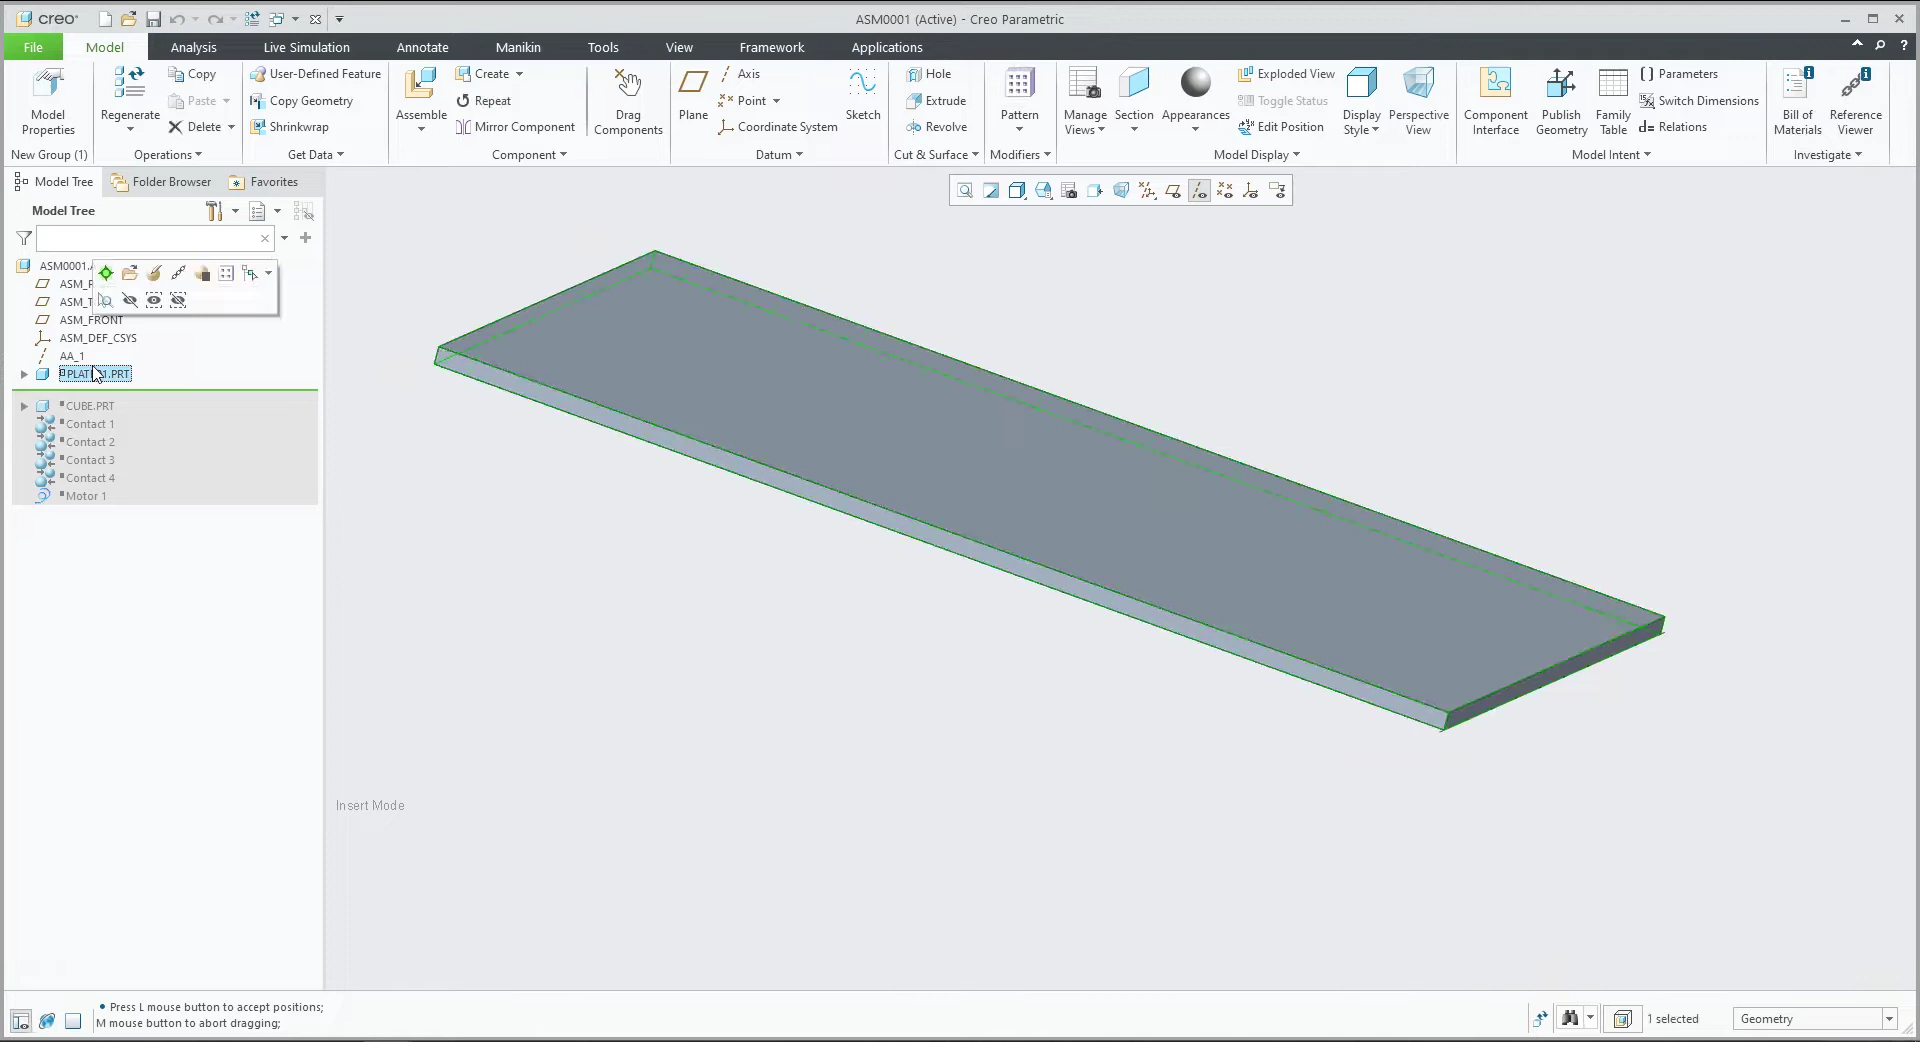 creo
ASM0001 (Active) - Creo Parametric
File Model Analysis Live Simulation Annotate Manikin Tools View Framework Applications
Model Properties
New Group (1)
Regenerate
Copy
Paste
Delete
Operations
User-Defined Feature
Copy Geometry
Shrinkwrap
Get Data
Assemble
Create
Repeat
Mirror Component
Drag Components
Component
Plane
Axis
Point
Coordinate System
Sketch
Datum
Hole
Extrude
Revolve
Cut & Surface
Pattern
Modifiers
Manage Views
Section
Appearances
Exploded View
Toggle Status
Edit Position
Display Style
Perspective View
Model Display
Component Interface
Publish Geometry
Family Table
Parameters
Switch Dimensions
Relations
Model Intent
Bill of Materials
Reference Viewer
Investigate
Model Tree Folder Browser Favorites
Model Tree
ASM_FRONT
ASM_DEF_CSYS
AA_1
CUBE.PRT
Contact 1
Contact 2
Contact 3
Contact 4
Motor 1
Insert Mode
• Press L mouse button to accept positions;
M mouse button to abort dragging;
1 selected
Geometry